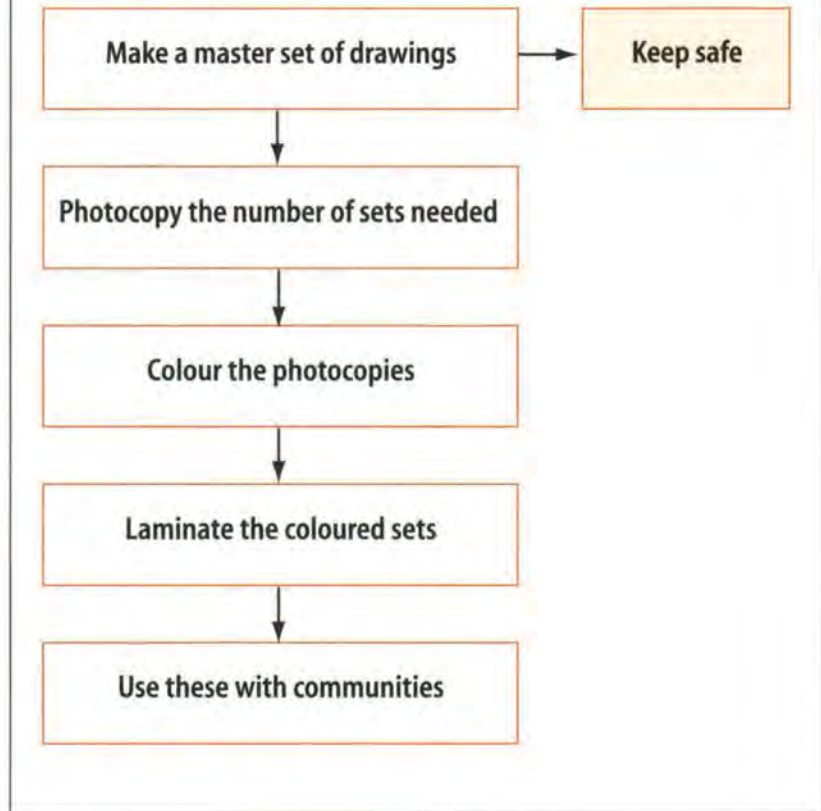 Make a master set of drawings
Keep safe
Photocopy the number of sets needed
Colour the photocopies
Laminate the coloured sets
Use these with communities